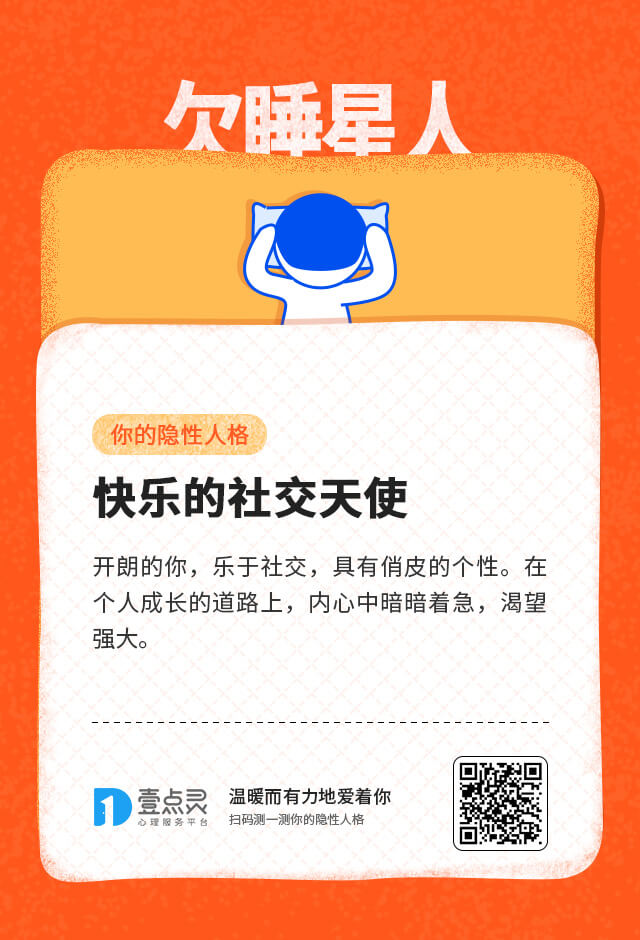 欠睡星人
你的隐性人格
快乐的社交天使
开朗的你，乐于社交，具有俏皮的个性。在
个人成长的道路上，内心中暗暗着急，渴望
强大。
壹点灵
心理服务平台
温暖而有力地爱着你
扫码测一测你的隐性人格